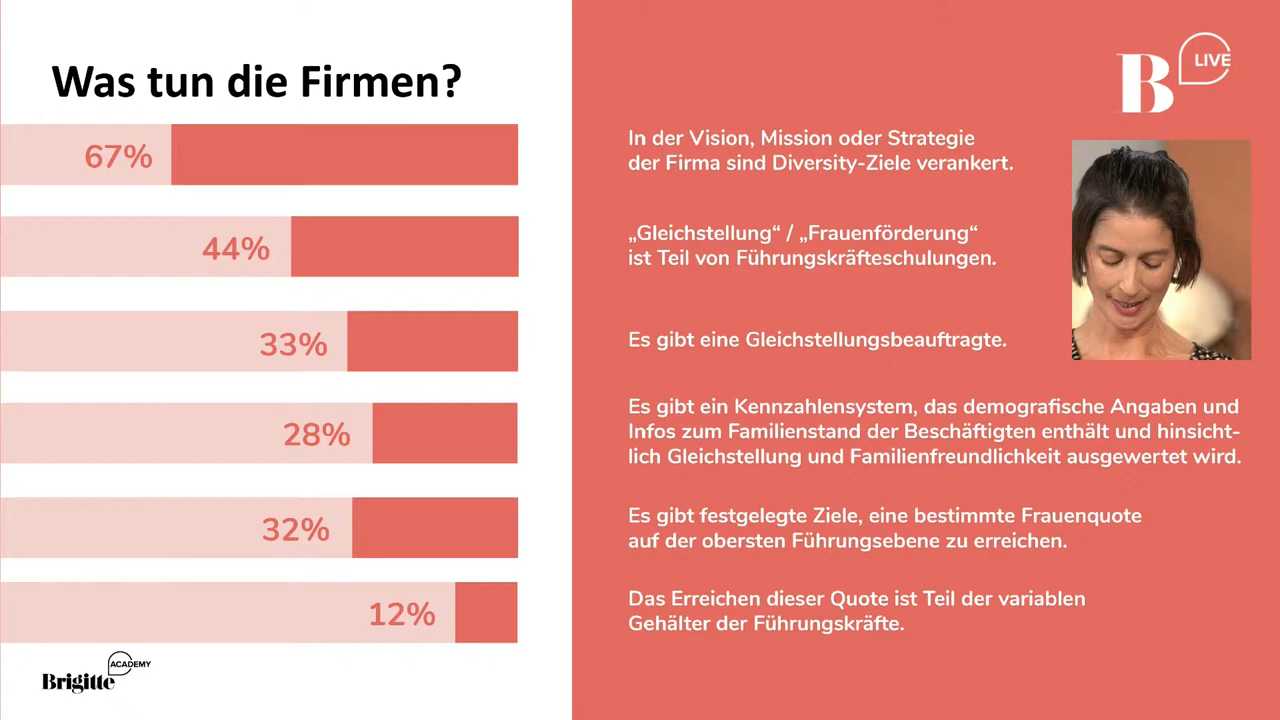 Was tun die Firmen?
B LIVE
67%
In der Vision, Mission oder Strategie
der Firma sind Diversity-Ziele verankert.
44%
„Gleichstellung“ / „Frauenförderung“
ist Teil von Führungskräfteschulungen.
33%
Es gibt eine Gleichstellungsbeauftragte.
28%
Es gibt ein Kennzahlensystem, das demografische Angaben und
Infos zum Familienstand der Beschäftigten enthält und hinsicht-
lich Gleichstellung und Familienfreundlichkeit ausgewertet wird.
32%
Es gibt festgelegte Ziele, eine bestimmte Frauenquote
auf der obersten Führungsebene zu erreichen.
12%
Das Erreichen dieser Quote ist Teil der variablen
Gehälter der Führungskräfte.
ACADEMY
Brigitte